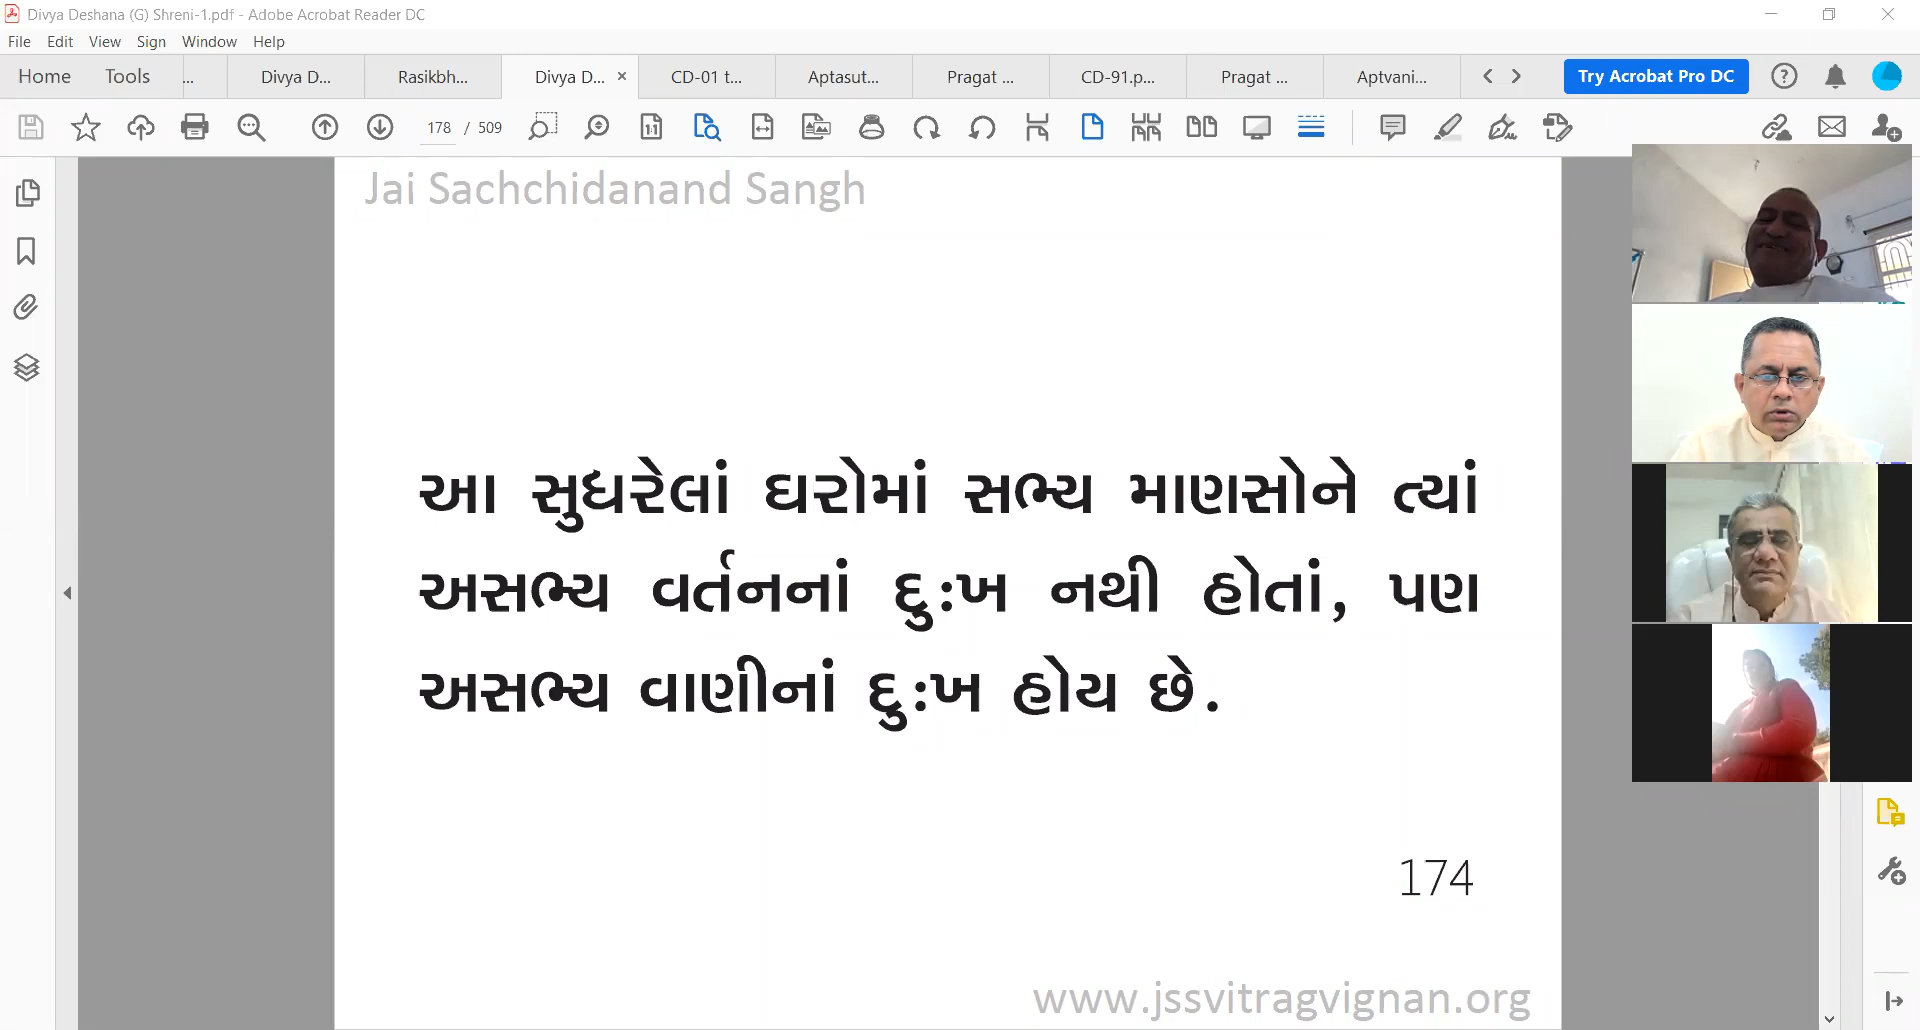 Divya Deshana (G) Shreni-1.pdf - Adobe Acrobat Reader DC
File Edit View Sign Window Help
Home Tools ... Divya D... Rasikbh... Divya D... × CD-01 t... Aptasut... Pragat ... CD-91.p... Pragat ... Aptvani... Try Acrobat Pro DC
178 / 509
Jai Sachchidanand Sangh
આ સુધરેલાં ઘરોમાં સભ્ય માણસોને ત્યાં
અસભ્ય વર્તનનાં દુઃખ નથી હોતાં, પણ
અસભ્ય વાણીનાં દુઃખ હોય છે.
174
www.jssvitragvignan.org